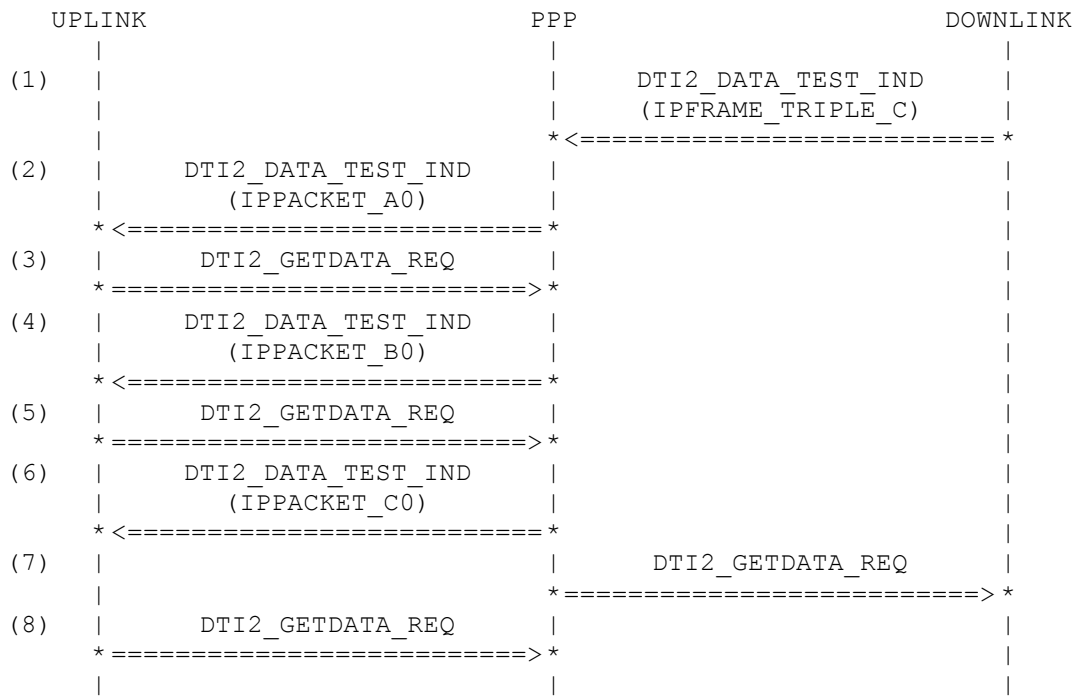 UPLINK PPP DOWNLINK
| | |
(1) | | DTI2_DATA_TEST_IND |
| | (IPFRAME_TRIPLE_C) |
| *<==========================*
(2) | DTI2_DATA_TEST_IND | |
| (IPPACKET_A0) | |
*<==========================* |
(3) | DTI2_GETDATA_REQ | |
*==========================>* |
(4) | DTI2_DATA_TEST_IND | |
| (IPPACKET_B0) | |
*<==========================* |
(5) | DTI2_GETDATA_REQ | |
*==========================>* |
(6) | DTI2_DATA_TEST_IND | |
| (IPPACKET_C0) | |
*<==========================* |
(7) | | DTI2_GETDATA_REQ |
| *==========================>*
(8) | DTI2_GETDATA_REQ | |
*==========================>* |
| | |